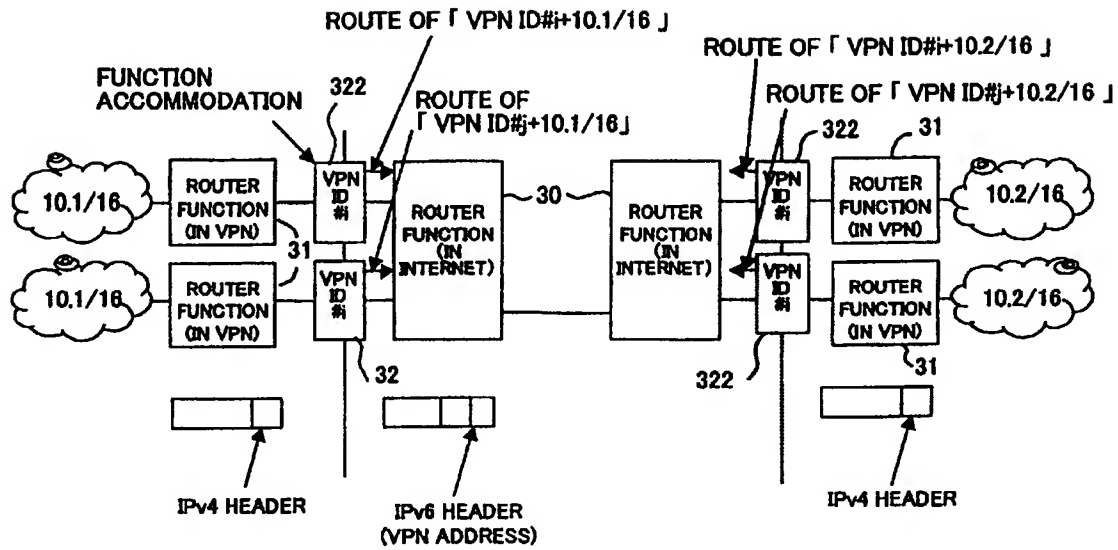 ROUTE OF「 VPN ID#i+10.1/16 」
ROUTE OF「 VPN ID#i+10.2/16 」
FUNCTION
ACCOMMODATION
322
ROUTE OF
「 VPN ID#j+10.1/16」
ROUTE OF「 VPN ID#j+10.2/16 」
322
31
10.1/16
ROUTER
FUNCTION
(IN VPN)
VPN
ID
#i
ROUTER
FUNCTION
(IN
INTERNET)
30
ROUTER
FUNCTION
(IN
INTERNET)
VPN
ID
#i
ROUTER
FUNCTION
(IN VPN)
10.2/16
31
10.1/16
ROUTER
FUNCTION
(IN VPN)
VPN
ID
#i
VPN
ID
#i
ROUTER
FUNCTION
(IN VPN)
10.2/16
32
322
31
IPv4 HEADER
IPv6 HEADER
(VPN ADDRESS)
IPv4 HEADER